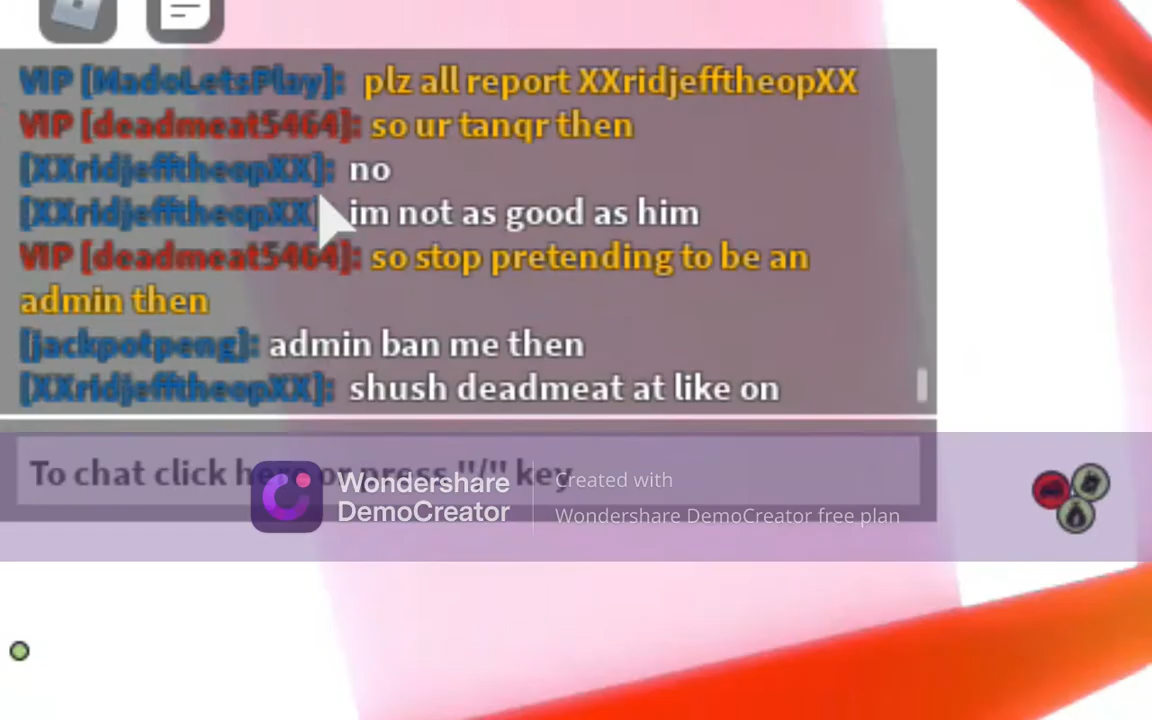 VIP [MadoLetsPlay]: plz all report XXridjefftheopXX
VIP [deadmeat5464]: so ur tanqr then
[XXridjefftheopXX]: no
[XXridjefftheopXX] im not as good as him
VIP [deadmeat5464]: so stop pretending to be an
admin then
[jackpotpeng]: admin ban me then
[XXridjefftheopXX]: shush deadmeat at like on
To chat click here or press "/" key
Wondershare
DemoCreator
Created with
Wondershare DemoCreator free plan